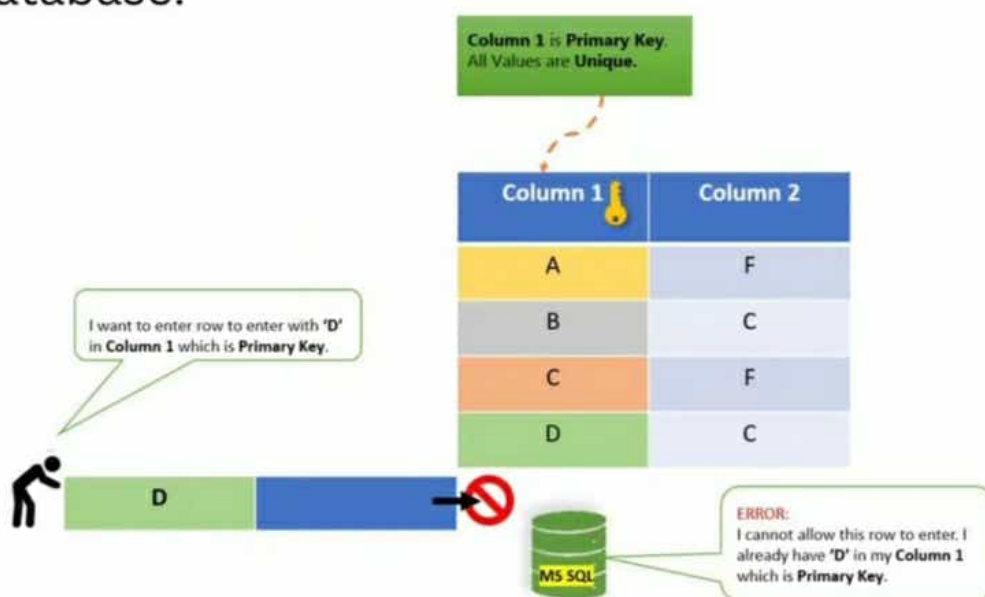 atabase.
Column 1 is Primary Key.
All Values are Unique.
Column 1 Column 2
A F
B C
C F
D C
I want to enter row to enter with ‘D’
in Column 1 which is Primary Key.
D
MS SQL
ERROR:
I cannot allow this row to enter. I
already have ‘D’ in my Column 1
which is Primary Key.